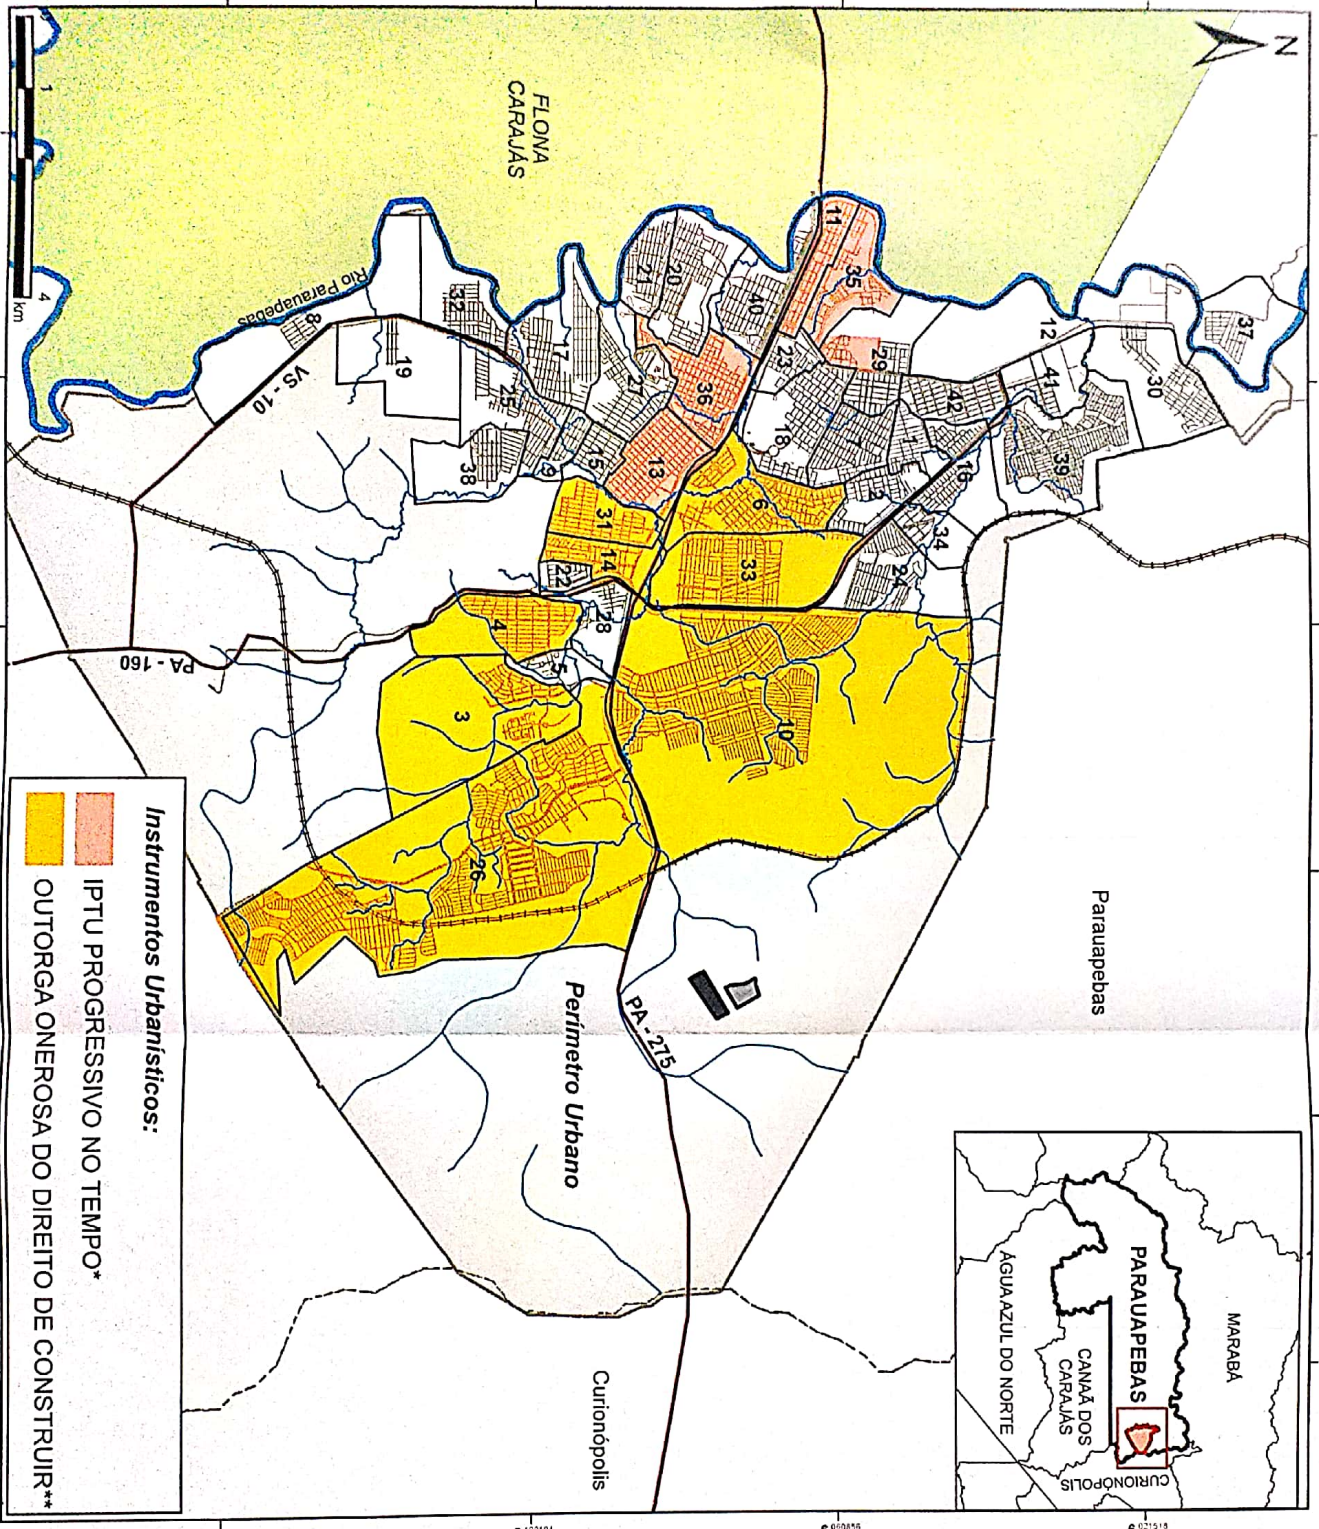 N
FLONA
CARAJÁS
Rio Parauapebas
VS - 10
PA - 160
PA - 275
Parauapebas
Perímetro Urbano
Curionópolis
37
30
12
41
39
42
29
35
11
23
40
18
7
1
16
2
34
24
6
33
20
21
36
27
13
17
15
9
25
32
38
19
8
31
14
22
28
4
5
3
10
26
1
4
km
MARABÁ
PARAUAPEBAS
ÁGUA AZUL DO NORTE
CANAÃ DOS
CARAJÁS
CURIONÓPOLIS
Instrumentos Urbanísticos:
IPTU PROGRESSIVO NO TEMPO*
OUTORGA ONEROSA DO DIREITO DE CONSTRUIR**